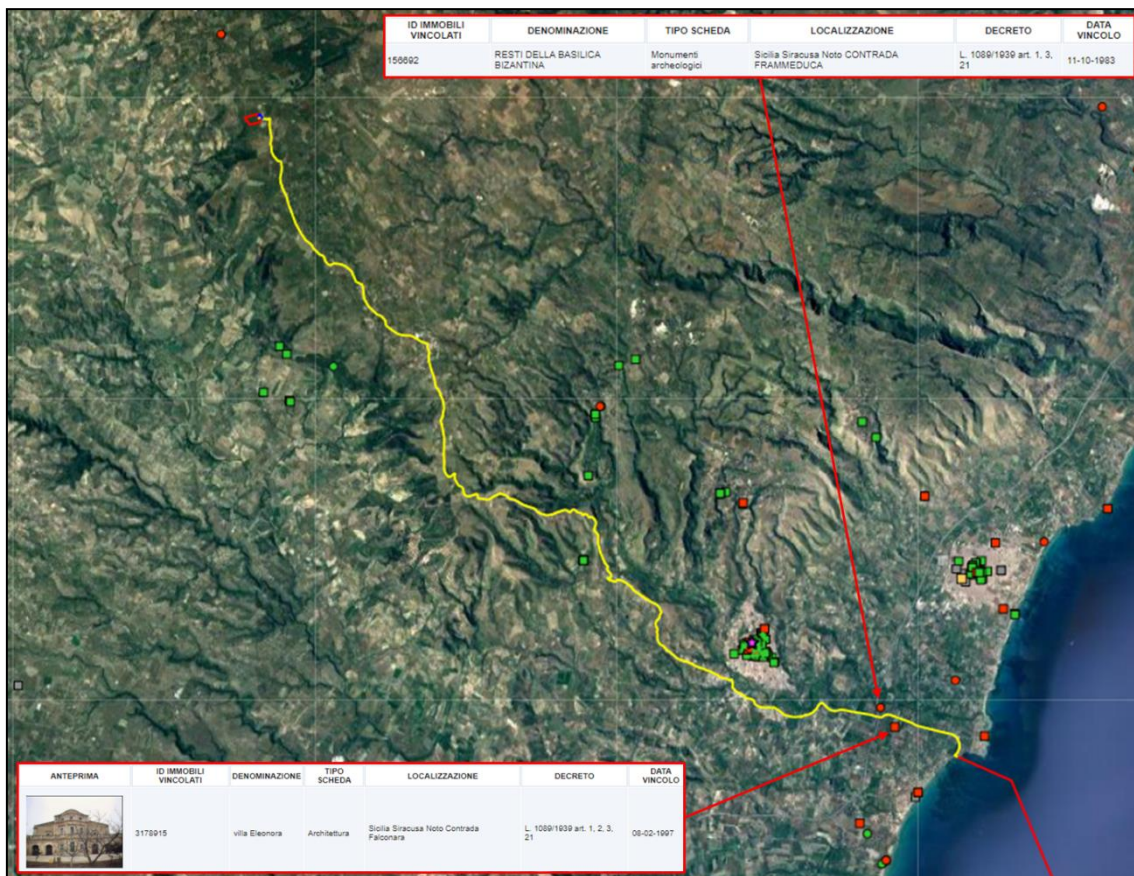 ID IMMOBILI VINCOLATI DENOMINAZIONE TIPO SCHEDA LOCALIZZAZIONE DECRETO DATA VINCOLO
156692 RESTI DELLA BASILICA BIZANTINA Monumenti archeologici Sicilia Siracusa Noto CONTRADA FRAMMEDUCA L. 1089/1939 art. 1, 3, 21 11-10-1983
ANTEPRIMA ID IMMOBILI VINCOLATI DENOMINAZIONE TIPO SCHEDA LOCALIZZAZIONE DECRETO DATA VINCOLO
3178915 villa Eleonora Architettura Sicilia Siracusa Noto Contrada Falconara L. 1089/1939 art. 1, 2, 3, 21 08-02-1997